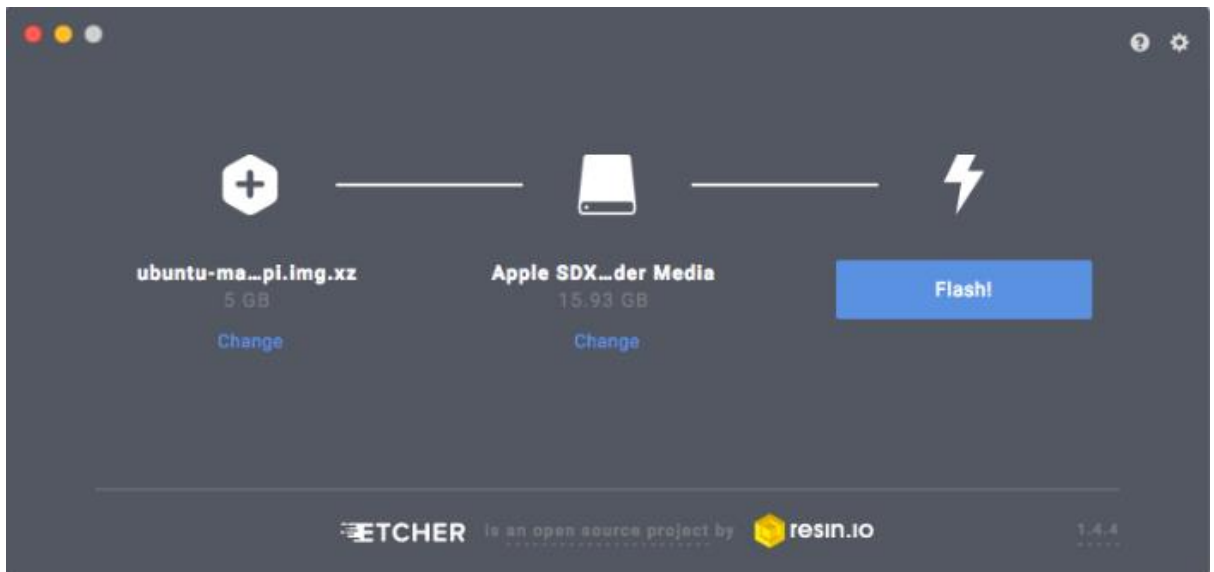 ubuntu-ma...pi.img.xz
5 GB
Change
Apple SDX...der Media
15.93 GB
Change
Flash!
ETCHER is an open source project by resin.io
1.4.4